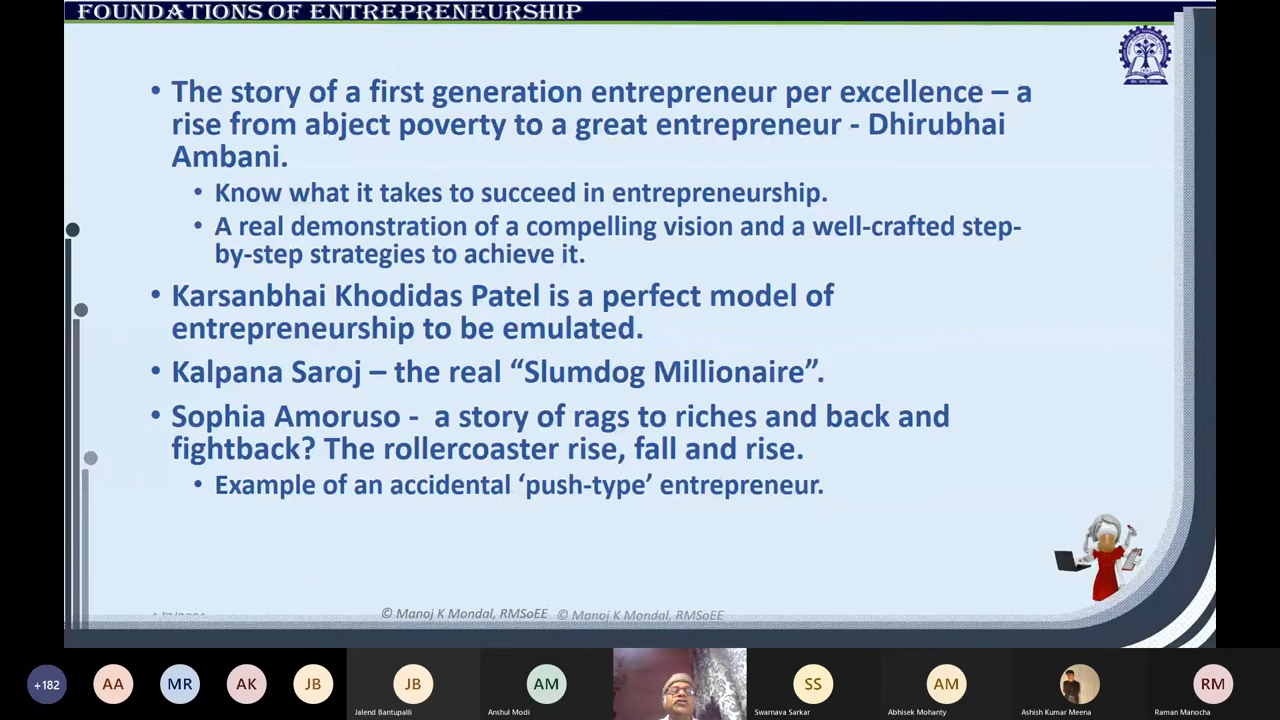 FOUNDATIONS OF ENTREPRENEURSHIP
• The story of a first generation entrepreneur per excellence – a
rise from abject poverty to a great entrepreneur - Dhirubhai
Ambani.
• Know what it takes to succeed in entrepreneurship.
• A real demonstration of a compelling vision and a well-crafted step-
by-step strategies to achieve it.
• Karsanbhai Khodidas Patel is a perfect model of
entrepreneurship to be emulated.
• Kalpana Saroj – the real “Slumdog Millionaire”.
• Sophia Amoruso - a story of rags to riches and back and
fightback? The rollercoaster rise, fall and rise.
• Example of an accidental ‘push-type’ entrepreneur.
© Manoj K Mondal, RMSoEE © Manoj K Mondal, RMSoEE
+182 AA MR AK JB JB AM SS AM RM
Jalend Bantupalli Anshul Modi Swarnava Sarkar Abhisek Mohanty Ashish Kumar Meena Raman Manocha